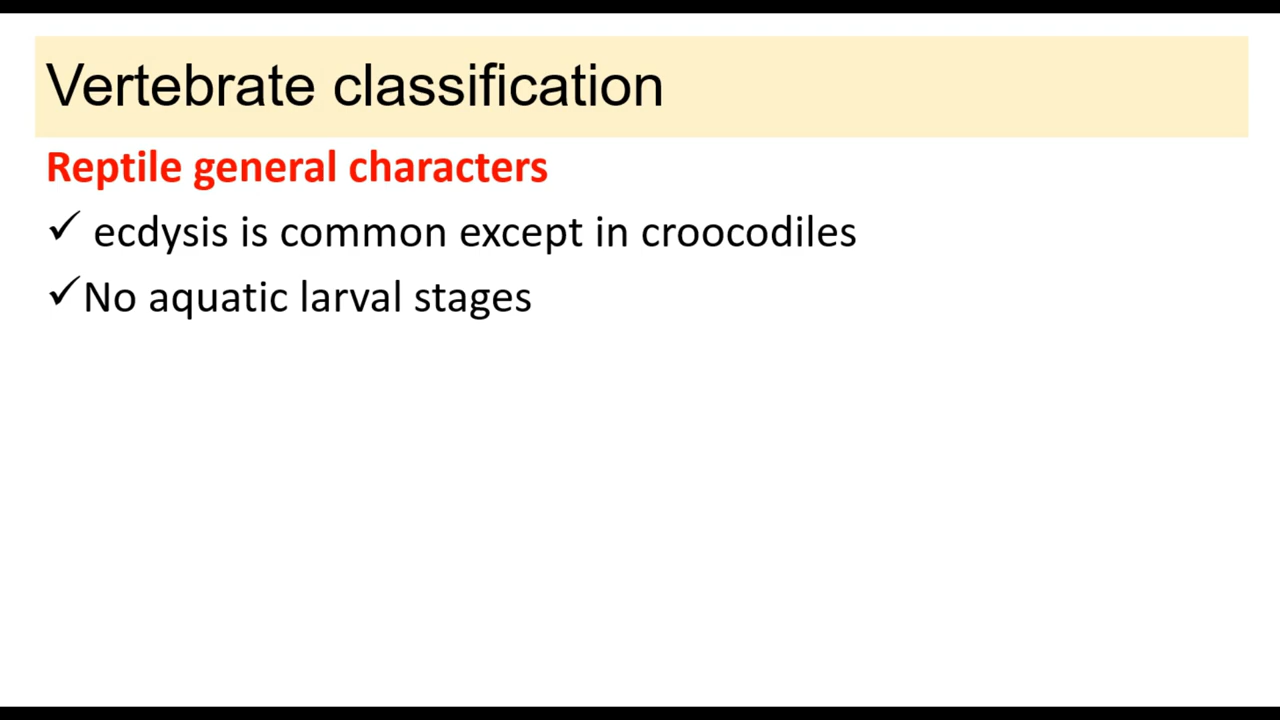 Vertebrate classification
Reptile general characters
✓ ecdysis is common except in croocodiles
✓No aquatic larval stages